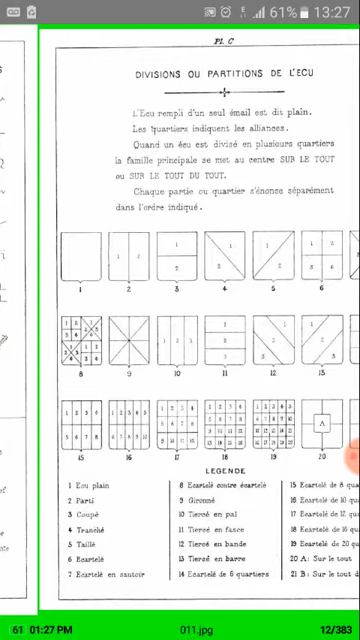 61% 13:27
Pl. C
DIVISIONS OU PARTITIONS DE L'ECU
L'Ecu rempli d'un seul émail est dit plain.
Les quartiers indiquent les alliances.
Quand un écu est divisé en plusieurs quartiers
la famille principale se met au centre SUR LE TOUT
ou SUR LE TOUT DU TOUT.
Chaque partie ou quartier s'énonce séparément
dans l'ordre indiqué.
1 2 3 4 5 6
8 9 10 11 12 13
15 16 17 18 19 20
A
LEGENDE
1 Ecu plain
2 Parti
3 Coupé
4 Tranché
5 Taillé
6 Ecartelé
7 Ecartelé en sautoir
8 Ecartelé contre écartelé
9 Gironné
10 Tiercé en pal
11 Tiercé en fasce
12 Tiercé en bande
13 Tiercé en barre
14 Ecartelé de 6 quartiers
15 Ecartelé de 8 qua
16 Ecartelé de 10 qu
17 Ecartelé de 12 qu
18 Ecartelé de 16 qu
19 Ecartelé de 20 qu
20 A: Sur le tout
21 B: Sur le tout d
61 01:27 PM 011.jpg 12/383